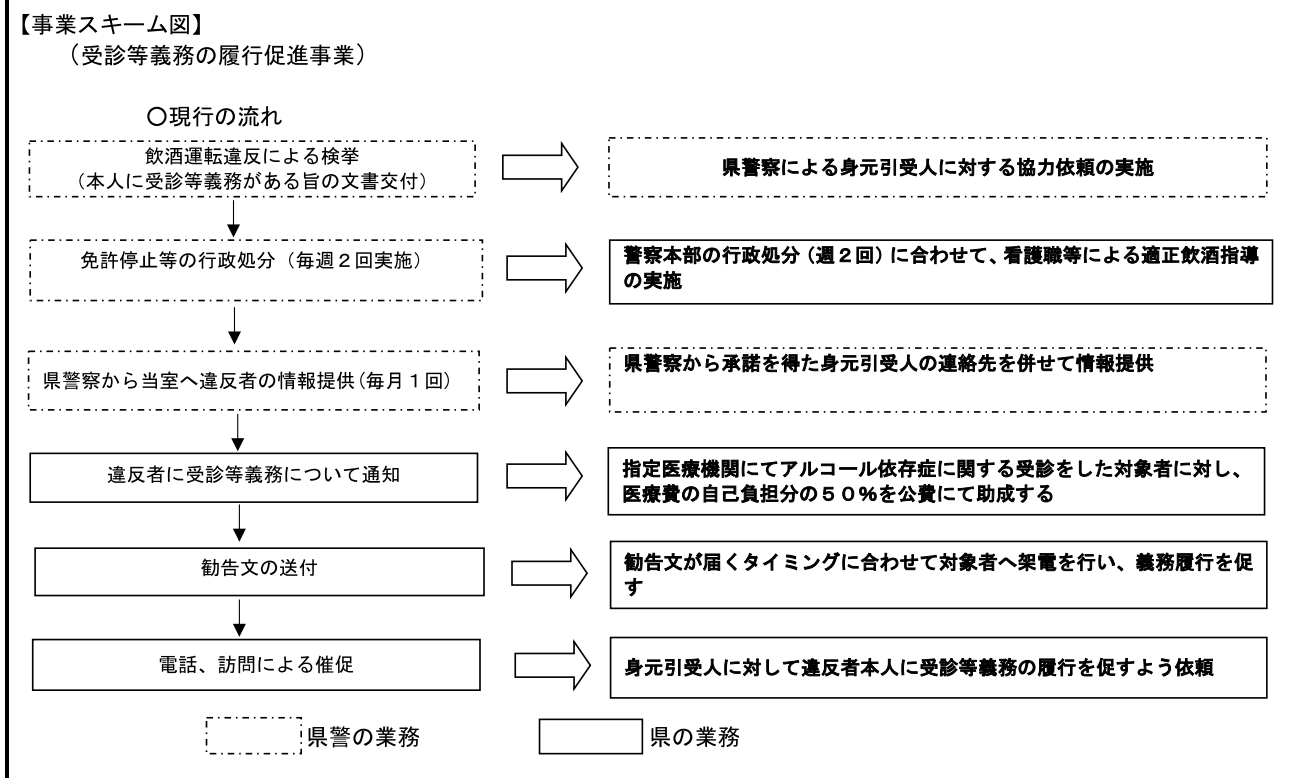 【事業スキーム図】
（受診等義務の履行促進事業）
〇現行の流れ
飲酒運転違反による検挙
（本人に受診等義務がある旨の文書交付）
県警察による身元引受人に対する協力依頼の実施
免許停止等の行政処分（毎週２回実施）
警察本部の行政処分（週２回）に合わせて、看護職等による適正飲酒指導
の実施
県警察から当室へ違反者の情報提供（毎月１回）
県警察から承諾を得た身元引受人の連絡先を併せて情報提供
違反者に受診等義務について通知
指定医療機関にてアルコール依存症に関する受診をした対象者に対し、
医療費の自己負担分の５０％を公費にて助成する
勧告文の送付
勧告文が届くタイミングに合わせて対象者へ架電を行い、義務履行を促
す
電話、訪問による催促
身元引受人に対して違反者本人に受診等義務の履行を促すよう依頼
県警の業務
県の業務